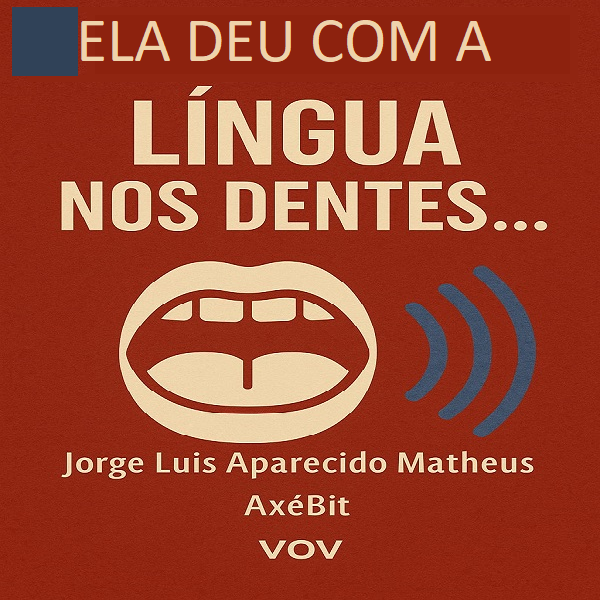 ELA DEU COM A
LÍNGUA
NOS DENTES...
Jorge Luis Aparecido Matheus
AxéBit
VOV